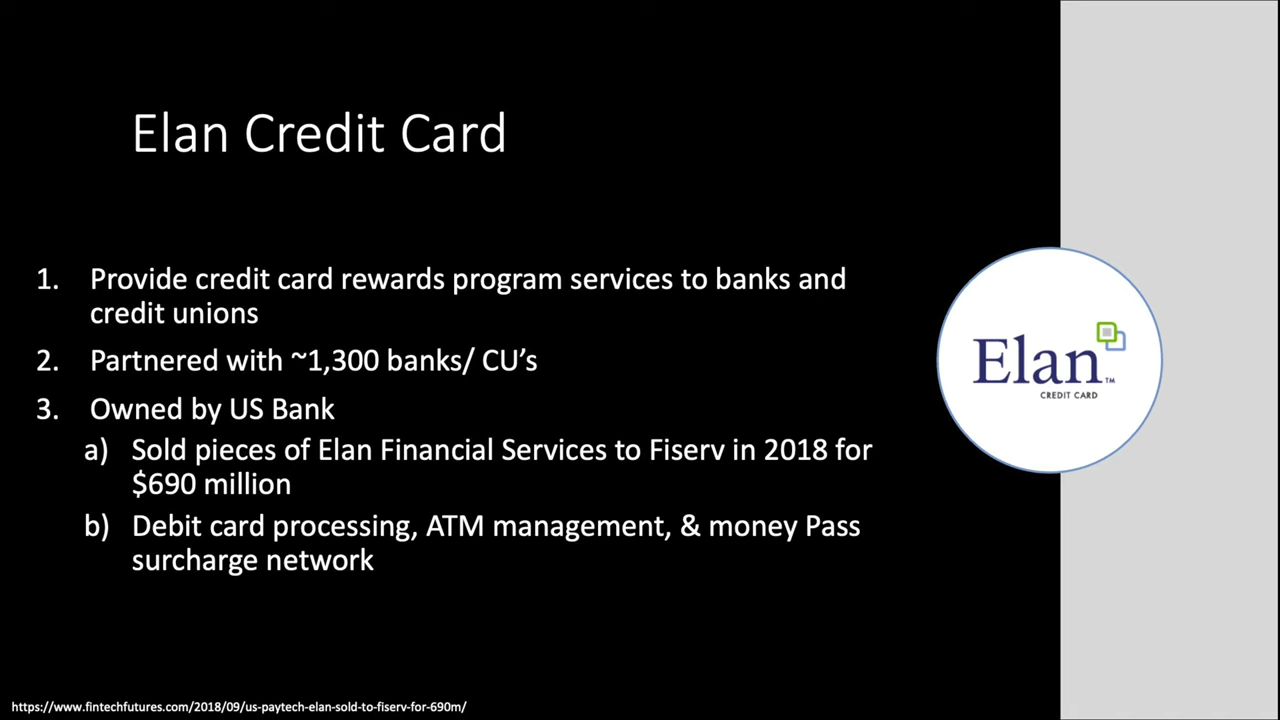 Elan Credit Card
1. Provide credit card rewards program services to banks and
credit unions
2. Partnered with ~1,300 banks/ CU’s
3. Owned by US Bank
a) Sold pieces of Elan Financial Services to Fiserv in 2018 for
$690 million
b) Debit card processing, ATM management, & money Pass
surcharge network
Elan™
CREDIT CARD
https://www.fintechfutures.com/2018/09/us-paytech-elan-sold-to-fiserv-for-690m/